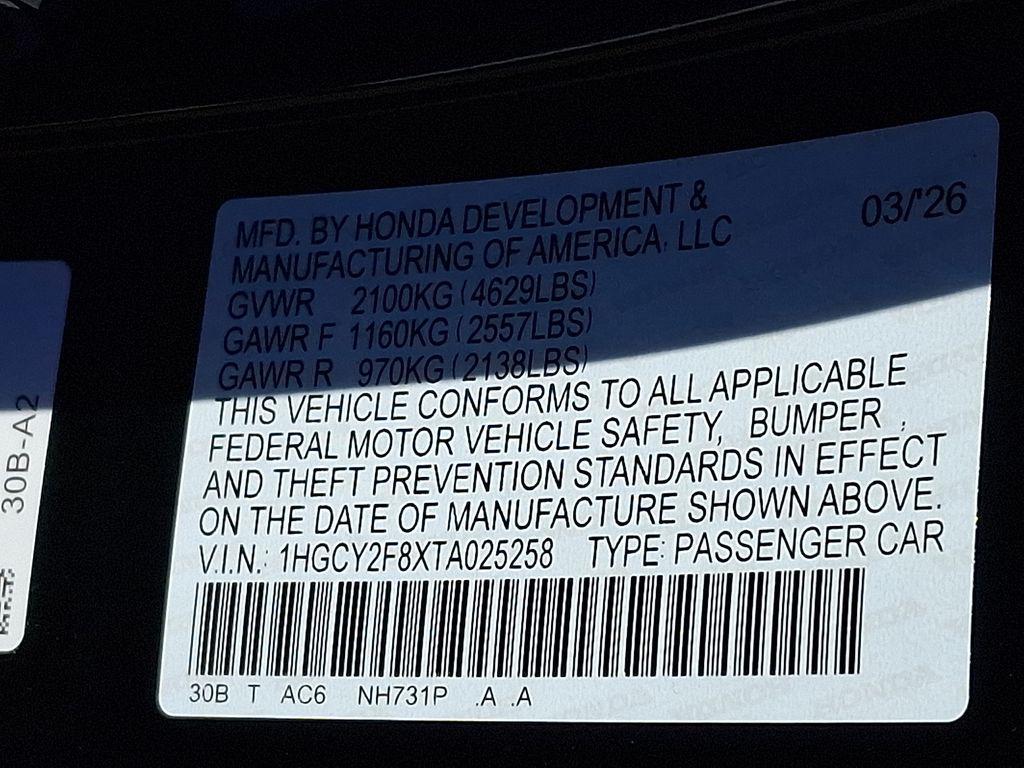 MFD. BY HONDA DEVELOPMENT &
MANUFACTURING OF AMERICA, LLC
03/'26
GVWR 2100KG (4629LBS)
GAWR F 1160KG (2557LBS)
GAWR R 970KG (2138LBS)
THIS VEHICLE CONFORMS TO ALL APPLICABLE
FEDERAL MOTOR VEHICLE SAFETY, BUMPER ,
AND THEFT PREVENTION STANDARDS IN EFFECT
ON THE DATE OF MANUFACTURE SHOWN ABOVE.
V.I.N.: 1HGCY2F8XTA025258 TYPE: PASSENGER CAR
30B T AC6 NH731P .A .A
30B-A2